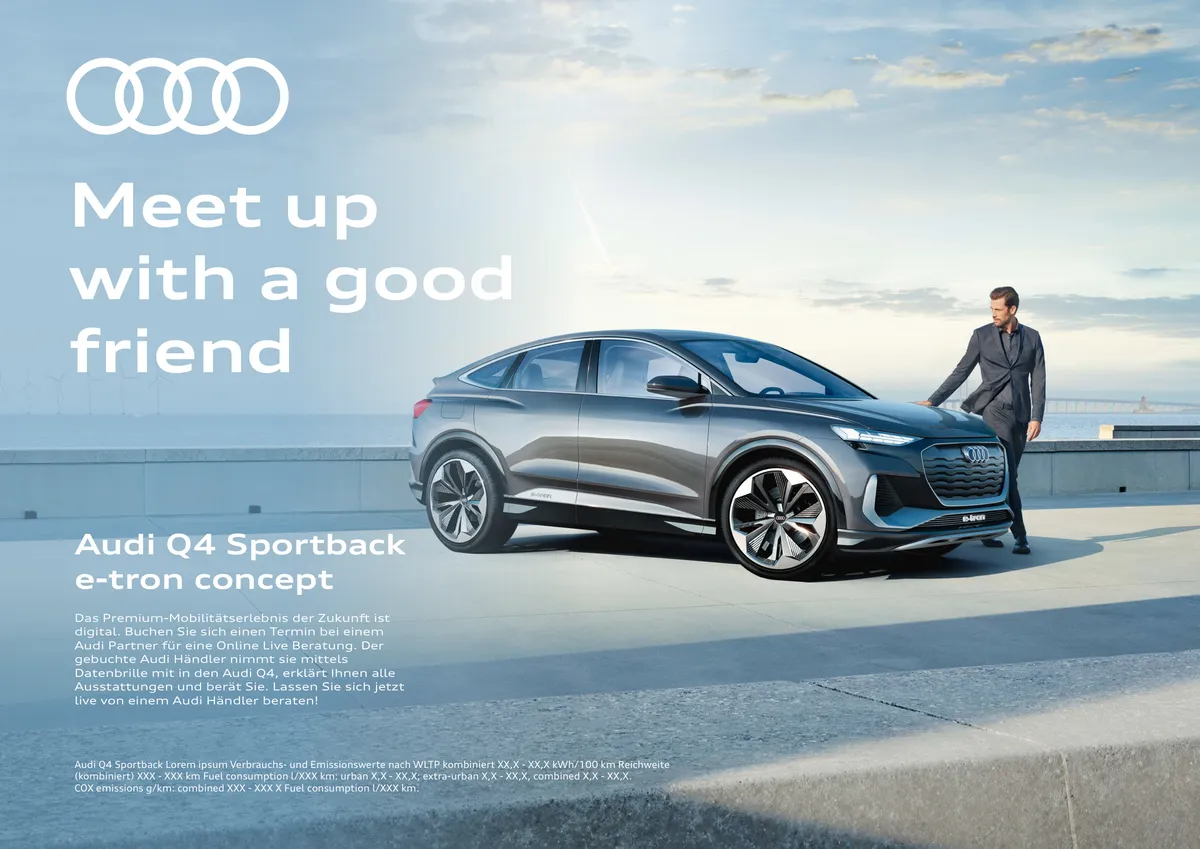 Meet up
with a good
friend
e-tron
e-tron
Audi Q4 Sportback
e-tron concept
Das Premium-Mobilitätserlebnis der Zukunft ist
digital. Buchen Sie sich einen Termin bei einem
Audi Partner für eine Online Live Beratung. Der
gebuchte Audi Händler nimmt sie mittels
Datenbrille mit in den Audi Q4, erklärt Ihnen alle
Ausstattungen und berät Sie. Lassen Sie sich jetzt
live von einem Audi Händler beraten!
Audi Q4 Sportback Lorem ipsum Verbrauchs- und Emissionswerte nach WLTP kombiniert XX,X - XX,X kWh/100 km Reichweite
(kombiniert) XXX - XXX km Fuel consumption l/XXX km: urban X,X - XX,X; extra-urban X,X - XX,X, combined X,X - XX,X.
COX emissions g/km: combined XXX - XXX X Fuel consumption l/XXX km.